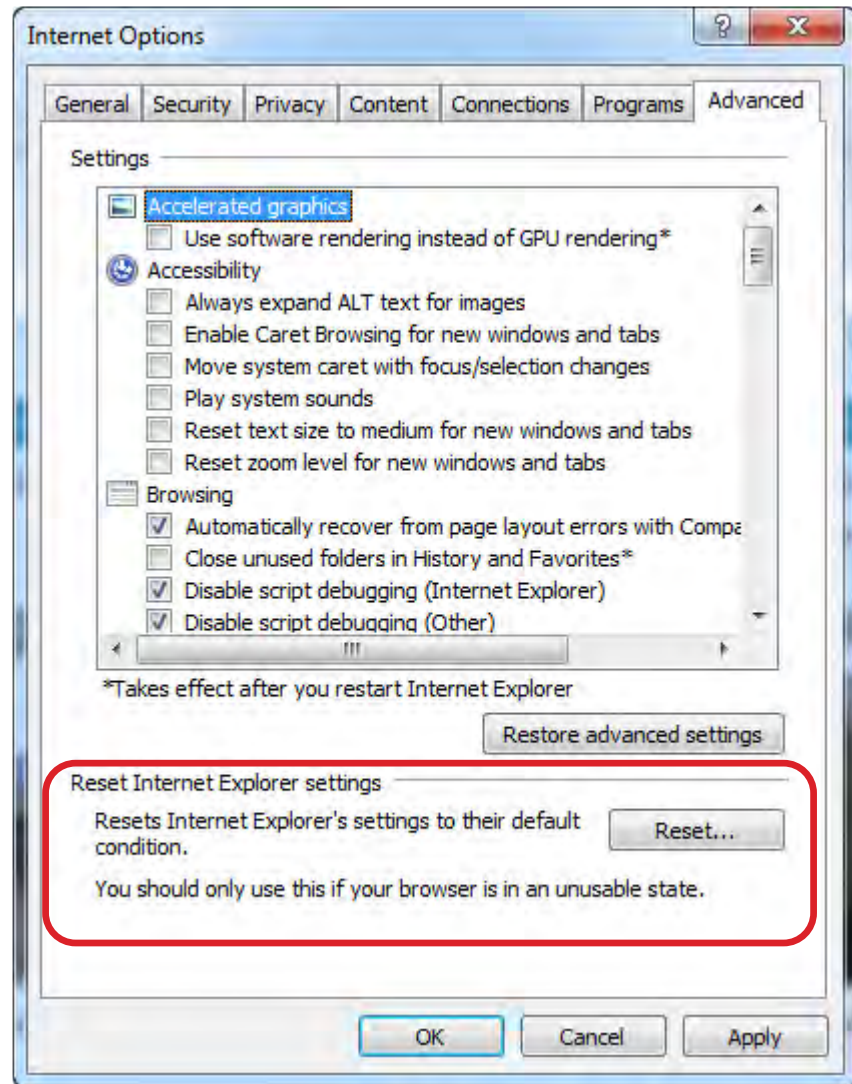 Internet Options
General Security Privacy Content Connections Programs Advanced
Settings
Accelerated graphics
Use software rendering instead of GPU rendering*
Accessibility
Always expand ALT text for images
Enable Caret Browsing for new windows and tabs
Move system caret with focus/selection changes
Play system sounds
Reset text size to medium for new windows and tabs
Reset zoom level for new windows and tabs
Browsing
Automatically recover from page layout errors with Compa
Close unused folders in History and Favorites*
Disable script debugging (Internet Explorer)
Disable script debugging (Other)
*Takes effect after you restart Internet Explorer
Restore advanced settings
Reset Internet Explorer settings
Resets Internet Explorer's settings to their default
condition.
Reset...
You should only use this if your browser is in an unusable state.
OK Cancel Apply